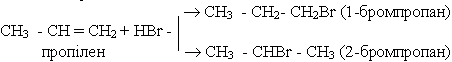 → CH3 - CH2- CH2Br (1-бромпропан)
CH3 - CH = CH2 + HBr - |
пропілен → CH3 - CHBr - CH3 (2-бромпропан)